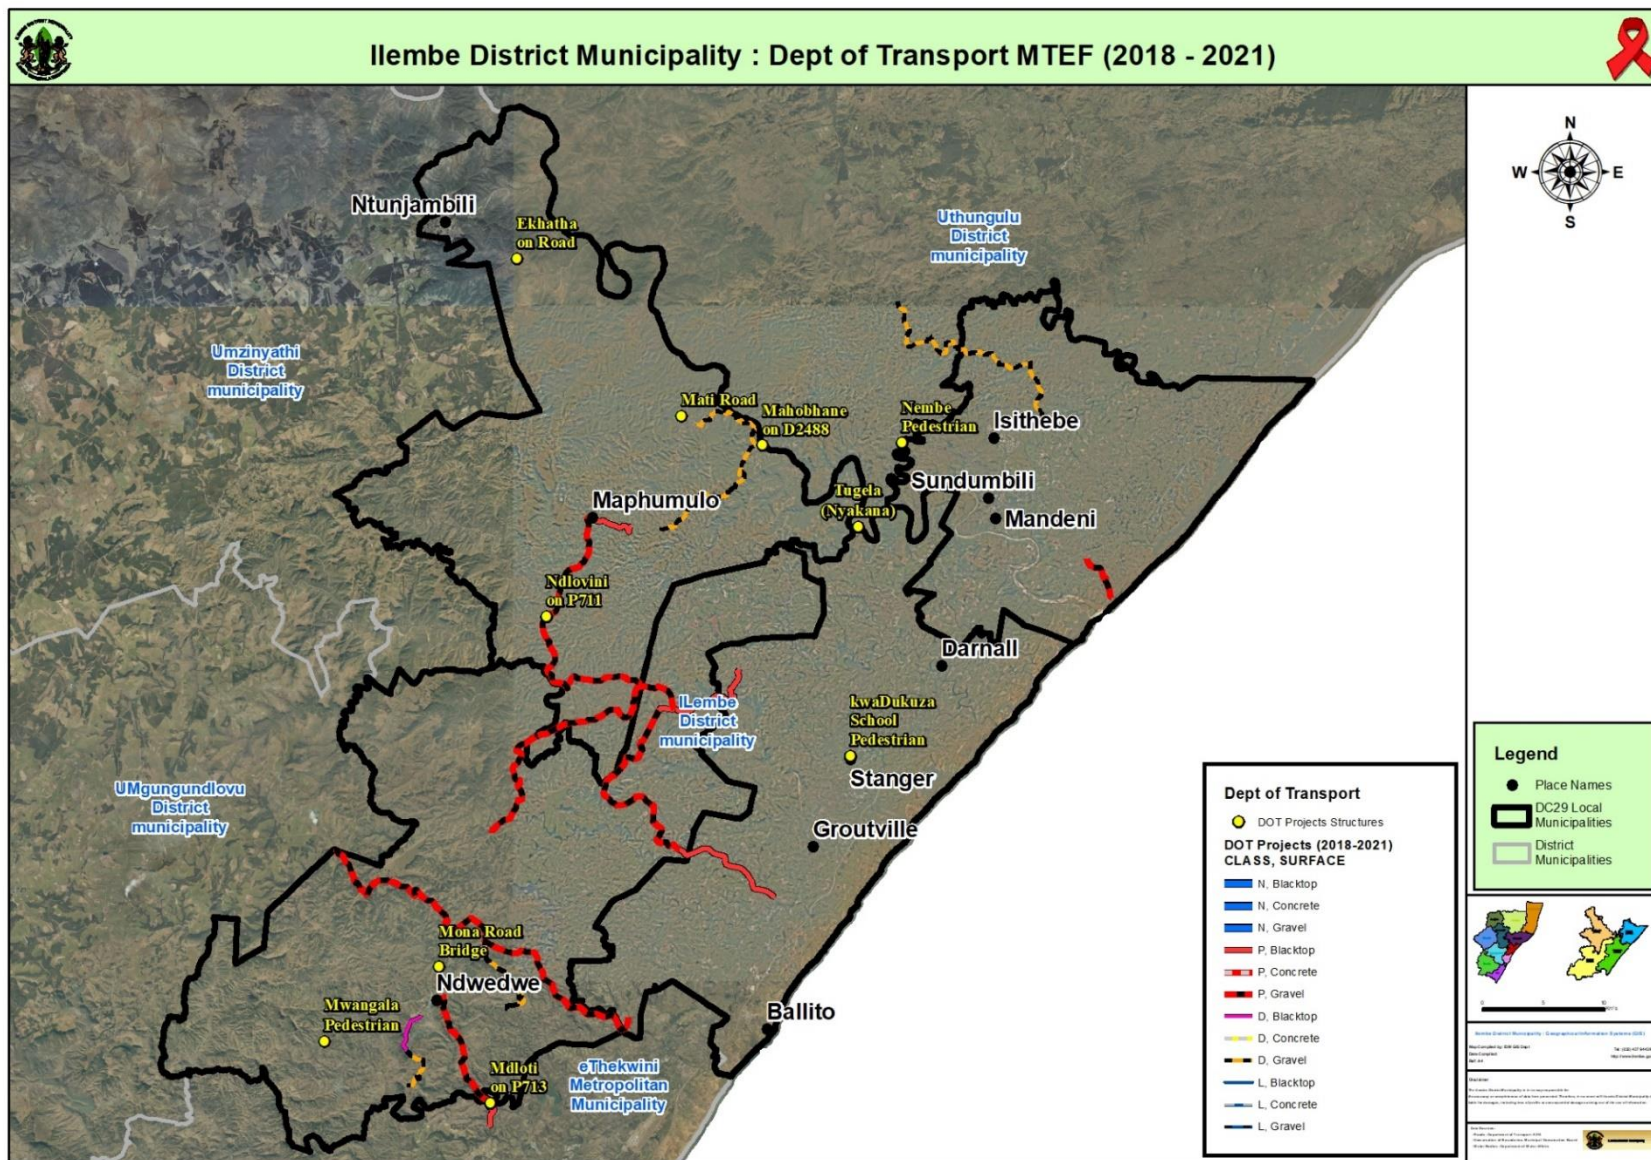 Ilembe District Municipality : Dept of Transport MTEF (2018 - 2021)
N
W
E
S
Ntunjambili
Ekhatha
on Road
Uthungulu
District
municipality
Umzinyathi
District
municipality
Mati Road
Mahobhane
on D2488
Nembe
Pedestrian
Isithebe
Sundumbili
Maphumulo
Tugela
(Nyakana)
Mandeni
Ndlovini
on P711
Darnall
ILembe
District
municipality
kwaDukuza
School
Pedestrian
Stanger
UMgungundlovu
District
municipality
Groutville
Mona Road
Bridge
Ndwedwe
Mwangala
Pedestrian
Ballito
Mdloti
on P713
eThekwini
Metropolitan
Municipality
Dept of Transport
DOT Projects Structures
DOT Projects (2018-2021)
CLASS, SURFACE
N, Blacktop
N, Concrete
N, Gravel
P, Blacktop
P, Concrete
P, Gravel
D, Blacktop
D, Concrete
D, Gravel
L, Blacktop
L, Concrete
L, Gravel
Legend
Place Names
DC29 Local
Municipalities
District
Municipalities
0 5 10